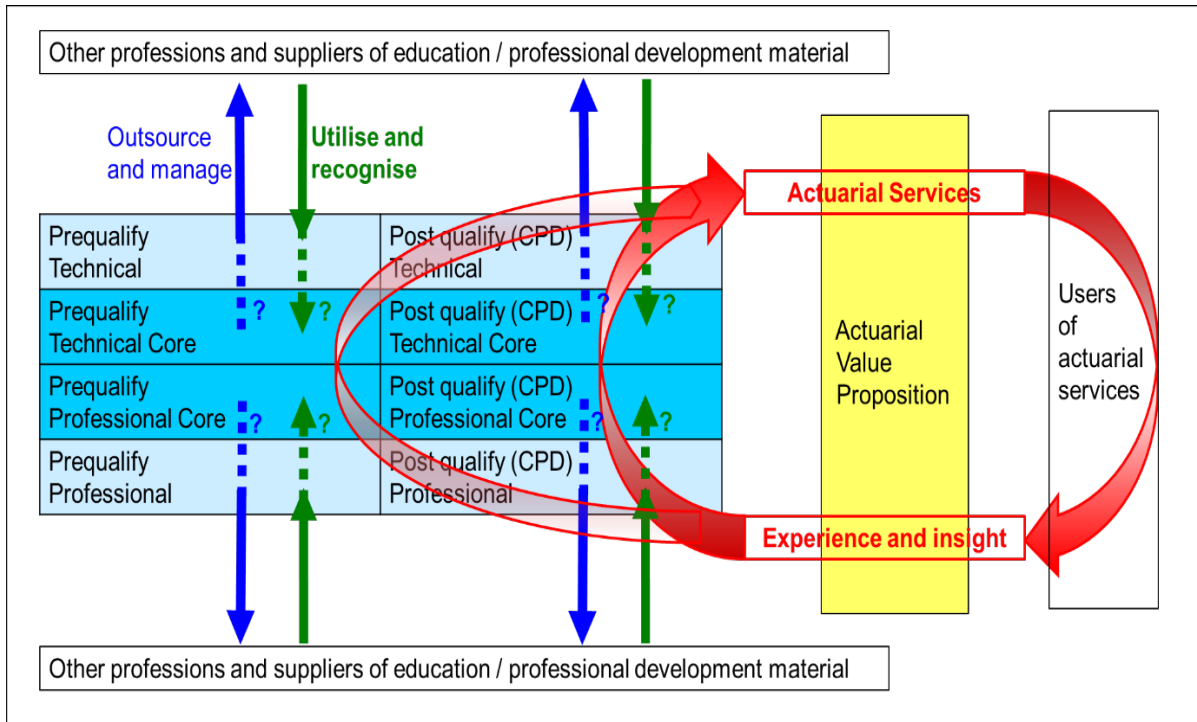 Other professions and suppliers of education / professional development material
Outsource
and manage
Utilise and
recognise
Actuarial Services
Prequalify
Technical
Post qualify (CPD)
Technical
Prequalify
Technical Core
?
?
Post qualify (CPD)
Technical Core
?
?
Prequalify
Professional Core
?
?
Post qualify (CPD)
Professional Core
?
?
Prequalify
Professional
Post qualify (CPD)
Professional
Actuarial
Value
Proposition
Users
of
actuarial
services
Experience and insight
Other professions and suppliers of education / professional development material